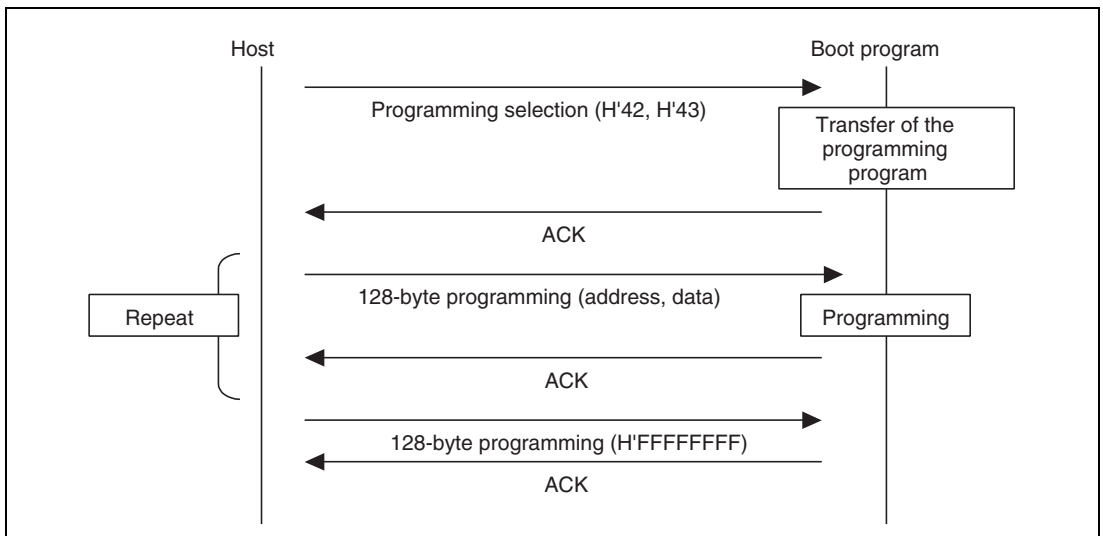 Host
Boot program
Programming selection (H'42, H'43)
Transfer of the
programming
program
ACK
128-byte programming (address, data)
Repeat
Programming
ACK
128-byte programming (H'FFFFFFFF)
ACK